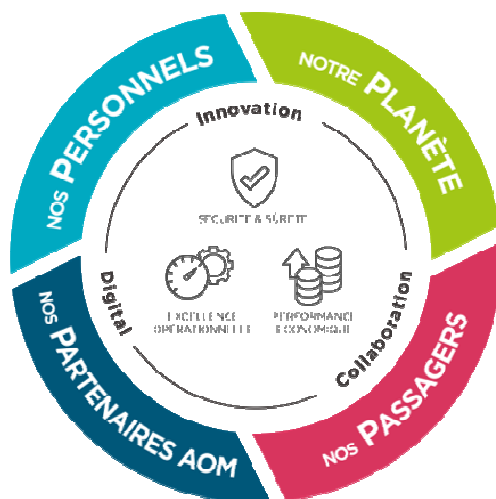 NOS PERSONNELS
NOTRE PLANÈTE
Innovation
SÉCURITÉ & SÛRETÉ
EXCELLENCE
OPÉRATIONNELLE
PERFORMANCE
ÉCONOMIQUE
Digital
Collaboration
NOS PARTENAIRES AOM
NOS PASSAGERS